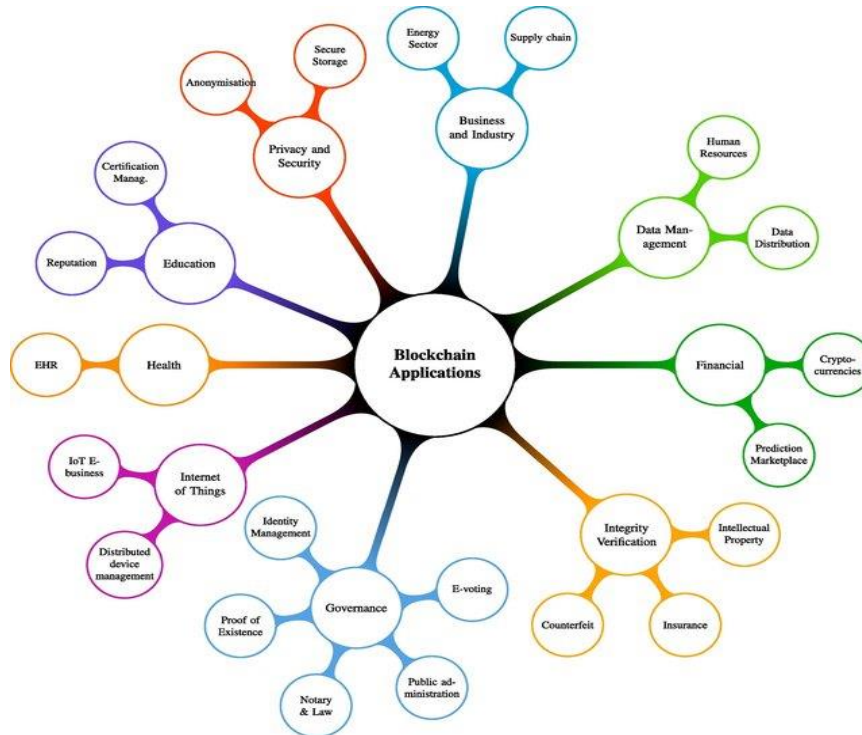 Blockchain
Applications
Energy
Sector
Supply chain
Business
and Industry
Human
Resources
Data Man-
agement
Data
Distribution
Financial
Crypto-
currencies
Prediction
Marketplace
Integrity
Verification
Intellectual
Property
Insurance
Counterfeit
Governance
E-voting
Public ad-
ministration
Notary
& Law
Proof of
Existence
Identity
Management
Internet
of Things
IoT E-
business
Distributed
device
management
Health
EHR
Education
Reputation
Certification
Manag.
Privacy and
Security
Anonymisation
Secure
Storage